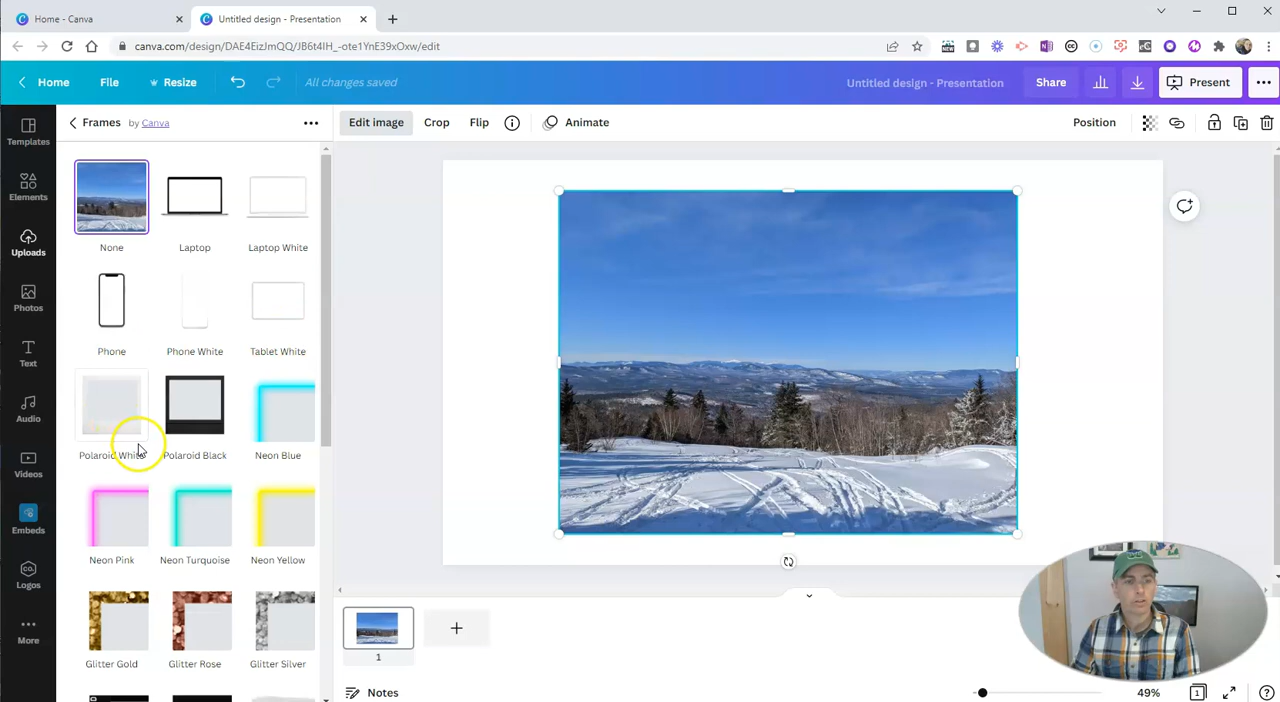 Home - Canva
Untitled design - Presentation
canva.com/design/DAE4EizJmQQ/JB6t4IH_-ote1YnE39xOxw/edit
Home
File
Resize
All changes saved
Untitled design - Presentation
Share
Present
Templates
Elements
Uploads
Photos
Text
Audio
Videos
Embeds
Logos
More
Frames by Canva
Edit image
Crop
Flip
Animate
Position
None
Laptop
Laptop White
Phone
Phone White
Tablet White
Polaroid White
Polaroid Black
Neon Blue
Neon Pink
Neon Turquoise
Neon Yellow
Glitter Gold
Glitter Rose
Glitter Silver
1
Notes
49%
1